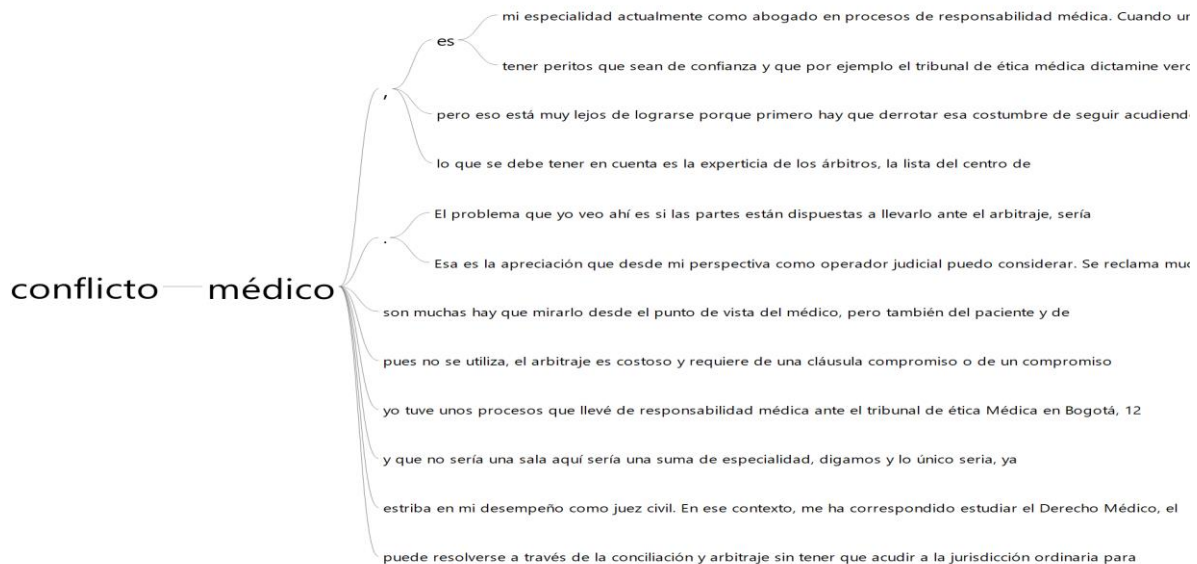 conflicto médico
,
es
mi especialidad actualmente como abogado en procesos de responsabilidad médica. Cuando un
tener peritos que sean de confianza y que por ejemplo el tribunal de ética médica dictamine
pero eso está muy lejos de lograrse porque primero hay que derrotar esa costumbre de seguir acudiendo
lo que se debe tener en cuenta es la experticia de los árbitros, la lista del centro de
.
El problema que yo veo ahí es si las partes están dispuestas a llevarlo ante el arbitraje, sería
Esa es la apreciación que desde mi perspectiva como operador judicial puedo considerar. Se reclama
son muchas hay que mirarlo desde el punto de vista del médico, pero también del paciente y de
pues no se utiliza, el arbitraje es costoso y requiere de una cláusula compromiso o de un compromiso
yo tuve unos procesos que llevé de responsabilidad médica ante el tribunal de ética Médica en Bogotá, 12
y que no sería una sala aquí sería una suma de especialidad, digamos y lo único seria, ya
estriba en mi desempeño como juez civil. En ese contexto, me ha correspondido estudiar el Derecho Médico, el
puede resolverse a través de la conciliación y arbitraje sin tener que acudir a la jurisdicción ordinaria para